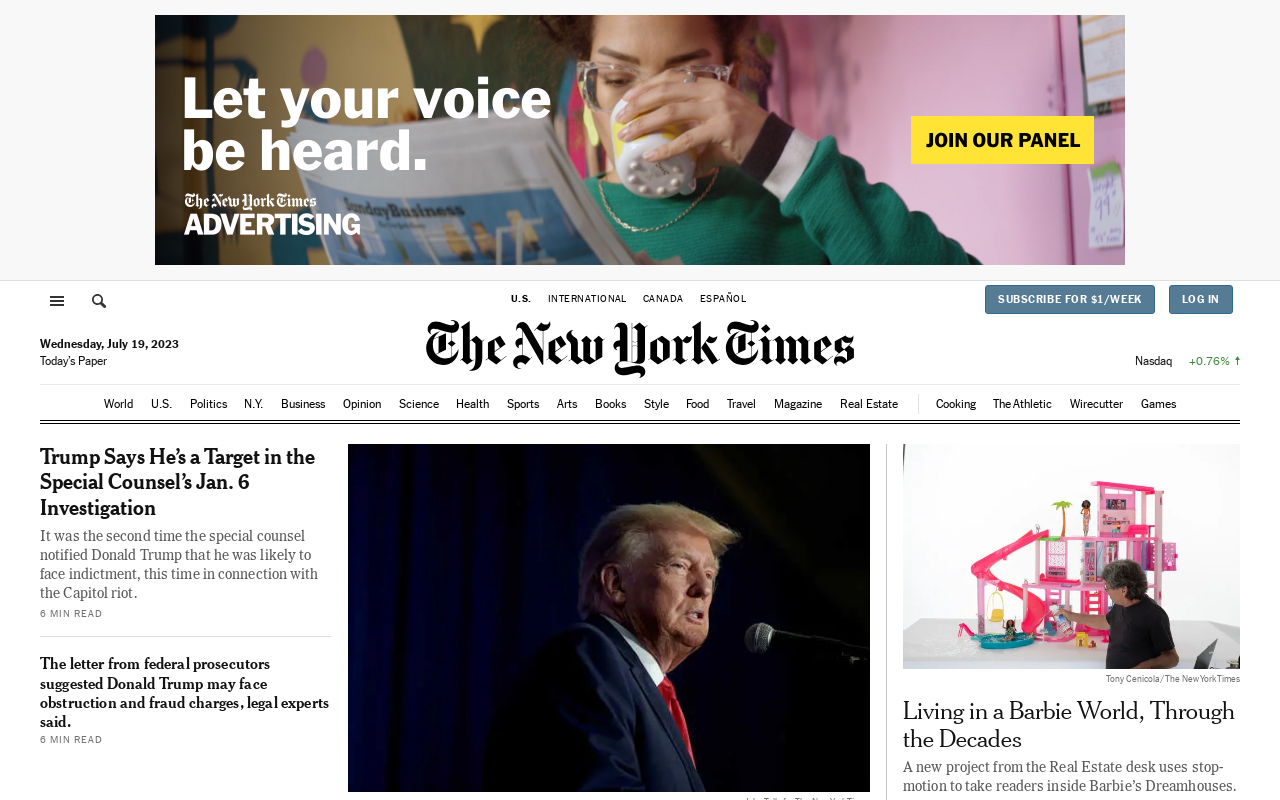 Let your voice
be heard.
The New York Times
ADVERTISING
SundayBusiness
JOIN OUR PANEL
U.S. INTERNATIONAL CANADA ESPAÑOL
SUBSCRIBE FOR $1/WEEK LOG IN
The New York Times
Wednesday, July 19, 2023
Today's Paper
Nasdaq +0.76% ↑
World U.S. Politics N.Y. Business Opinion Science Health Sports Arts Books Style Food Travel Magazine Real Estate Cooking The Athletic Wirecutter Games
Trump Says He's a Target in the
Special Counsel's Jan. 6
Investigation
It was the second time the special counsel
notified Donald Trump that he was likely to
face indictment, this time in connection with
the Capitol riot.
6 MIN READ
The letter from federal prosecutors
suggested Donald Trump may face
obstruction and fraud charges, legal experts
said.
6 MIN READ
Tony Cenicola/The New York Times
Living in a Barbie World, Through
the Decades
A new project from the Real Estate desk uses stop-
motion to take readers inside Barbie's Dreamhouses.